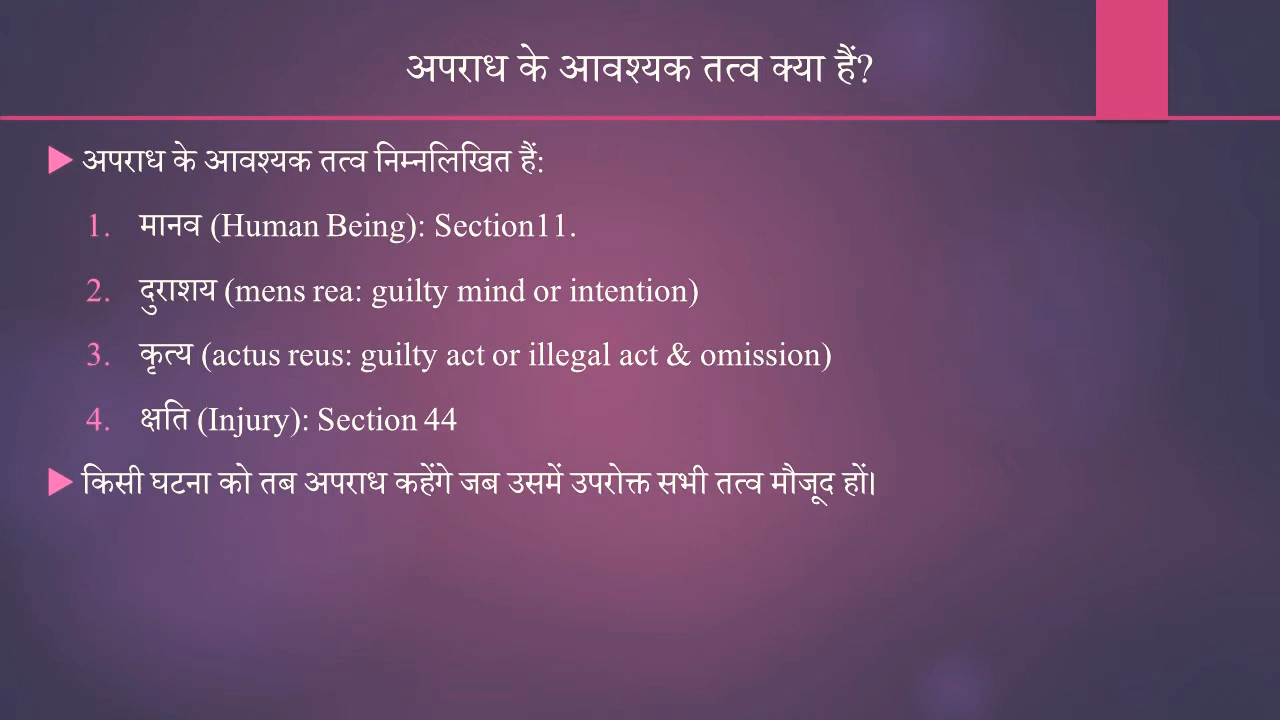 अपराध के आवश्यक तत्व क्या हैं?
अपराध के आवश्यक तत्व निम्नलिखित हैं:
1. मानव (Human Being): Section11.
2. दुराशय (mens rea: guilty mind or intention)
3. कृत्य (actus reus: guilty act or illegal act & omission)
4. क्षति (Injury): Section 44
किसी घटना को तब अपराध कहेंगे जब उसमें उपरोक्त सभी तत्व मौजूद हों।